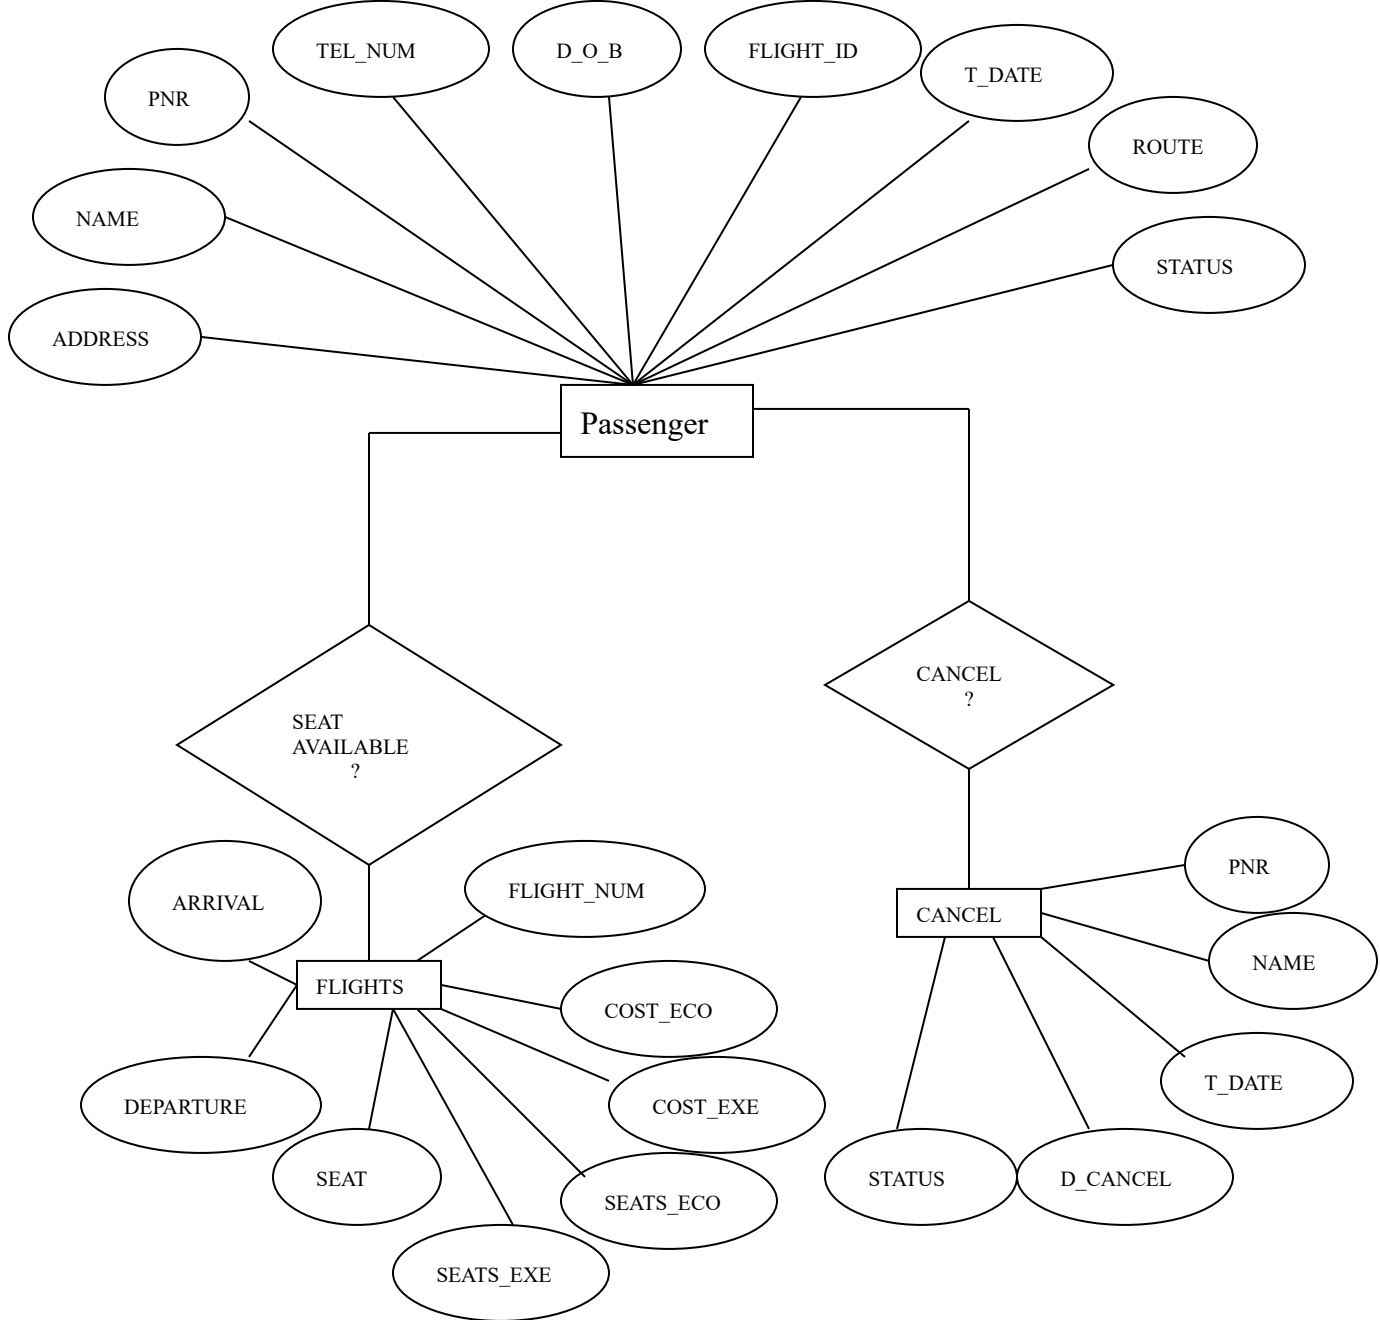 TEL_NUM
D_O_B
FLIGHT_ID
T_DATE
PNR
ROUTE
NAME
STATUS
ADDRESS
Passenger
CANCEL
?
SEAT
AVAILABLE
?
PNR
FLIGHT_NUM
ARRIVAL
CANCEL
NAME
FLIGHTS
COST_ECO
T_DATE
DEPARTURE
COST_EXE
SEAT
STATUS
D_CANCEL
SEATS_ECO
SEATS_EXE